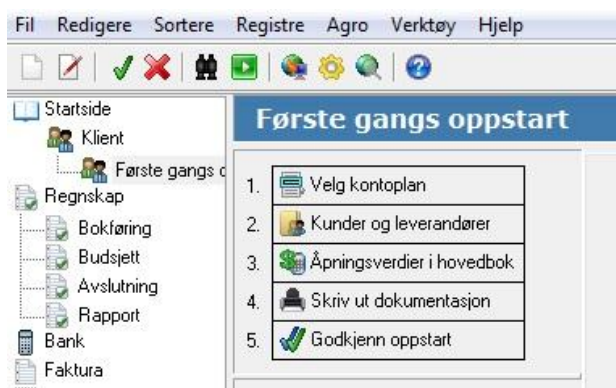 Fil Redigere Sortere Registre Agro Verktøy Hjelp
Startside
Klient
Første gangs
Regnskap
Bokføring
Budsjett
Avslutning
Rapport
Bank
Faktura
Første gangs oppstart
1. Velg kontoplan
2. Kunder og leverandører
3. Åpningsverdier i hovedbok
4. Skriv ut dokumentasjon
5. Godkjenn oppstart